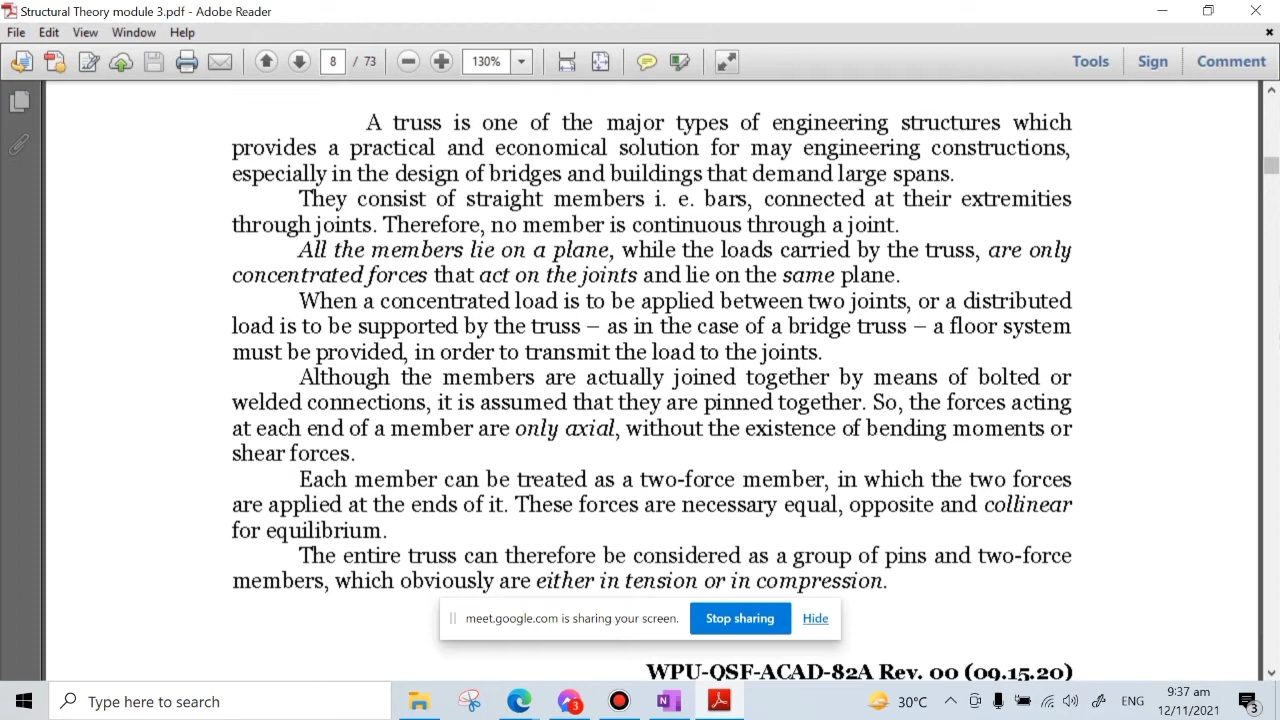 Structural Theory module 3.pdf - Adobe Reader
File Edit View Window Help
8 / 73 130% Tools Sign Comment
A truss is one of the major types of engineering structures which
provides a practical and economical solution for may engineering constructions,
especially in the design of bridges and buildings that demand large spans.
They consist of straight members i. e. bars, connected at their extremities
through joints. Therefore, no member is continuous through a joint.
All the members lie on a plane, while the loads carried by the truss, are only
concentrated forces that act on the joints and lie on the same plane.
When a concentrated load is to be applied between two joints, or a distributed
load is to be supported by the truss – as in the case of a bridge truss – a floor system
must be provided, in order to transmit the load to the joints.
Although the members are actually joined together by means of bolted or
welded connections, it is assumed that they are pinned together. So, the forces acting
at each end of a member are only axial, without the existence of bending moments or
shear forces.
Each member can be treated as a two-force member, in which the two forces
are applied at the ends of it. These forces are necessary equal, opposite and collinear
for equilibrium.
The entire truss can therefore be considered as a group of pins and two-force
members, which obviously are either in tension or in compression.
meet.google.com is sharing your screen. Stop sharing Hide
WPU-QSF-ACAD-82A Rev. 00 (09.15.20)
Type here to search 3 N 30°C ENG 9:37 am
12/11/2021 3